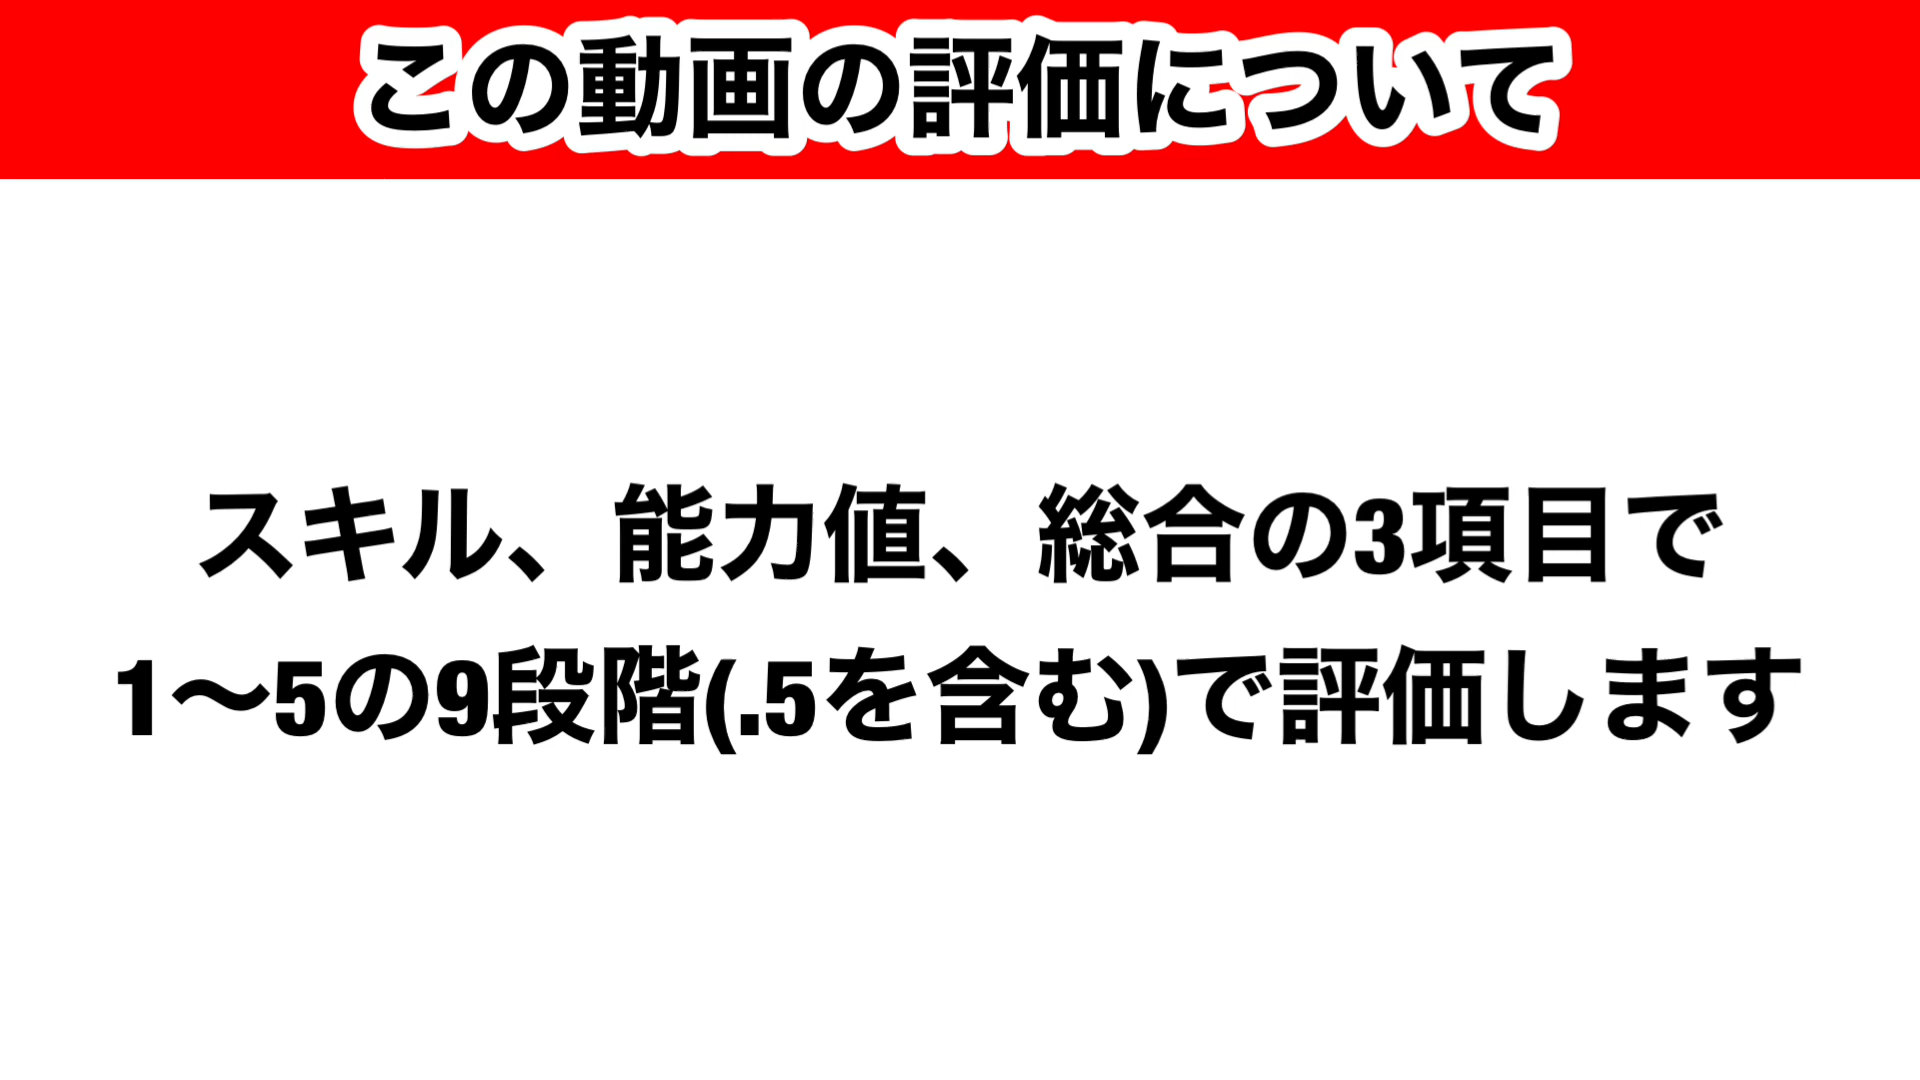 この動画の評価について
スキル、能力値、総合の3項目で
1〜5の9段階(.5を含む)で評価します